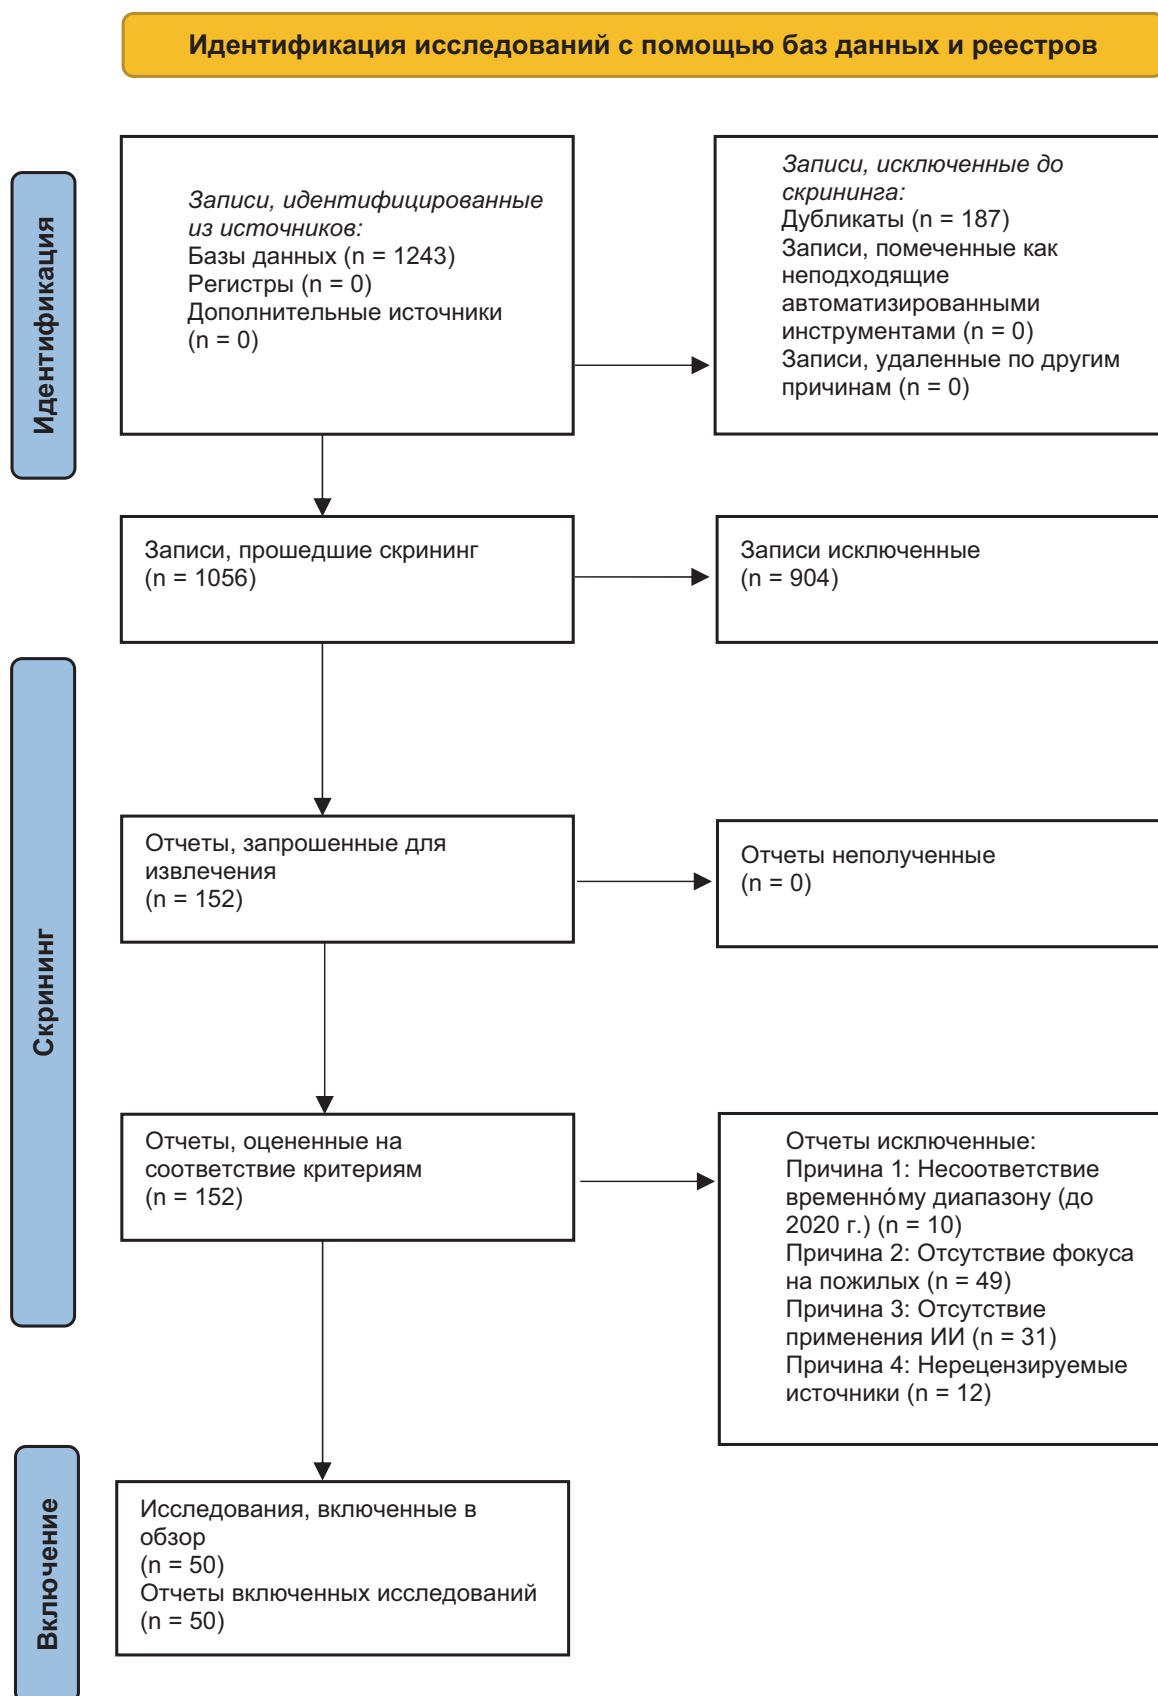 Идентификация исследований с помощью баз данных и реестров
Идентификация
Записи, идентифицированные
из источников:
Базы данных (n = 1243)
Регистры (n = 0)
Дополнительные источники
(n = 0)
Записи, исключенные до
скрининга:
Дубликаты (n = 187)
Записи, помеченные как
неподходящие
автоматизированными
инструментами (n = 0)
Записи, удаленные по другим
причинам (n = 0)
Записи, прошедшие скрининг
(n = 1056)
Записи исключенные
(n = 904)
Скрининг
Отчеты, запрошенные для
извлечения
(n = 152)
Отчеты неполученные
(n = 0)
Отчеты, оцененные на
соответствие критериям
(n = 152)
Отчеты исключенные:
Причина 1: Несоответствие
временно́му диапазону (до
2020 г.) (n = 10)
Причина 2: Отсутствие фокуса
на пожилых (n = 49)
Причина 3: Отсутствие
применения ИИ (n = 31)
Причина 4: Нерецензируемые
источники (n = 12)
Включение
Исследования, включенные в
обзор
(n = 50)
Отчеты включенных исследований
(n = 50)